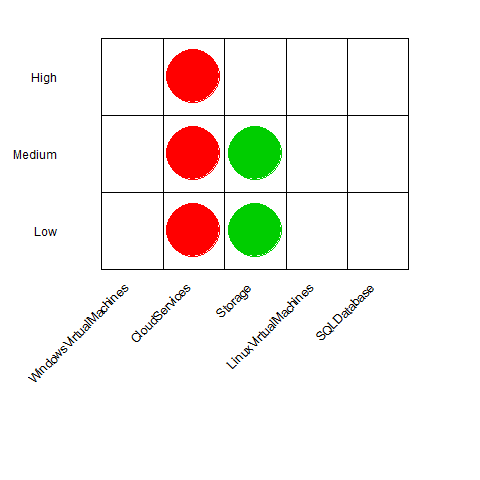 High
Medium
Low
WindowsVirtualMachines
CloudServices
Storage
LinuxVirtualMachines
SQLDatabase